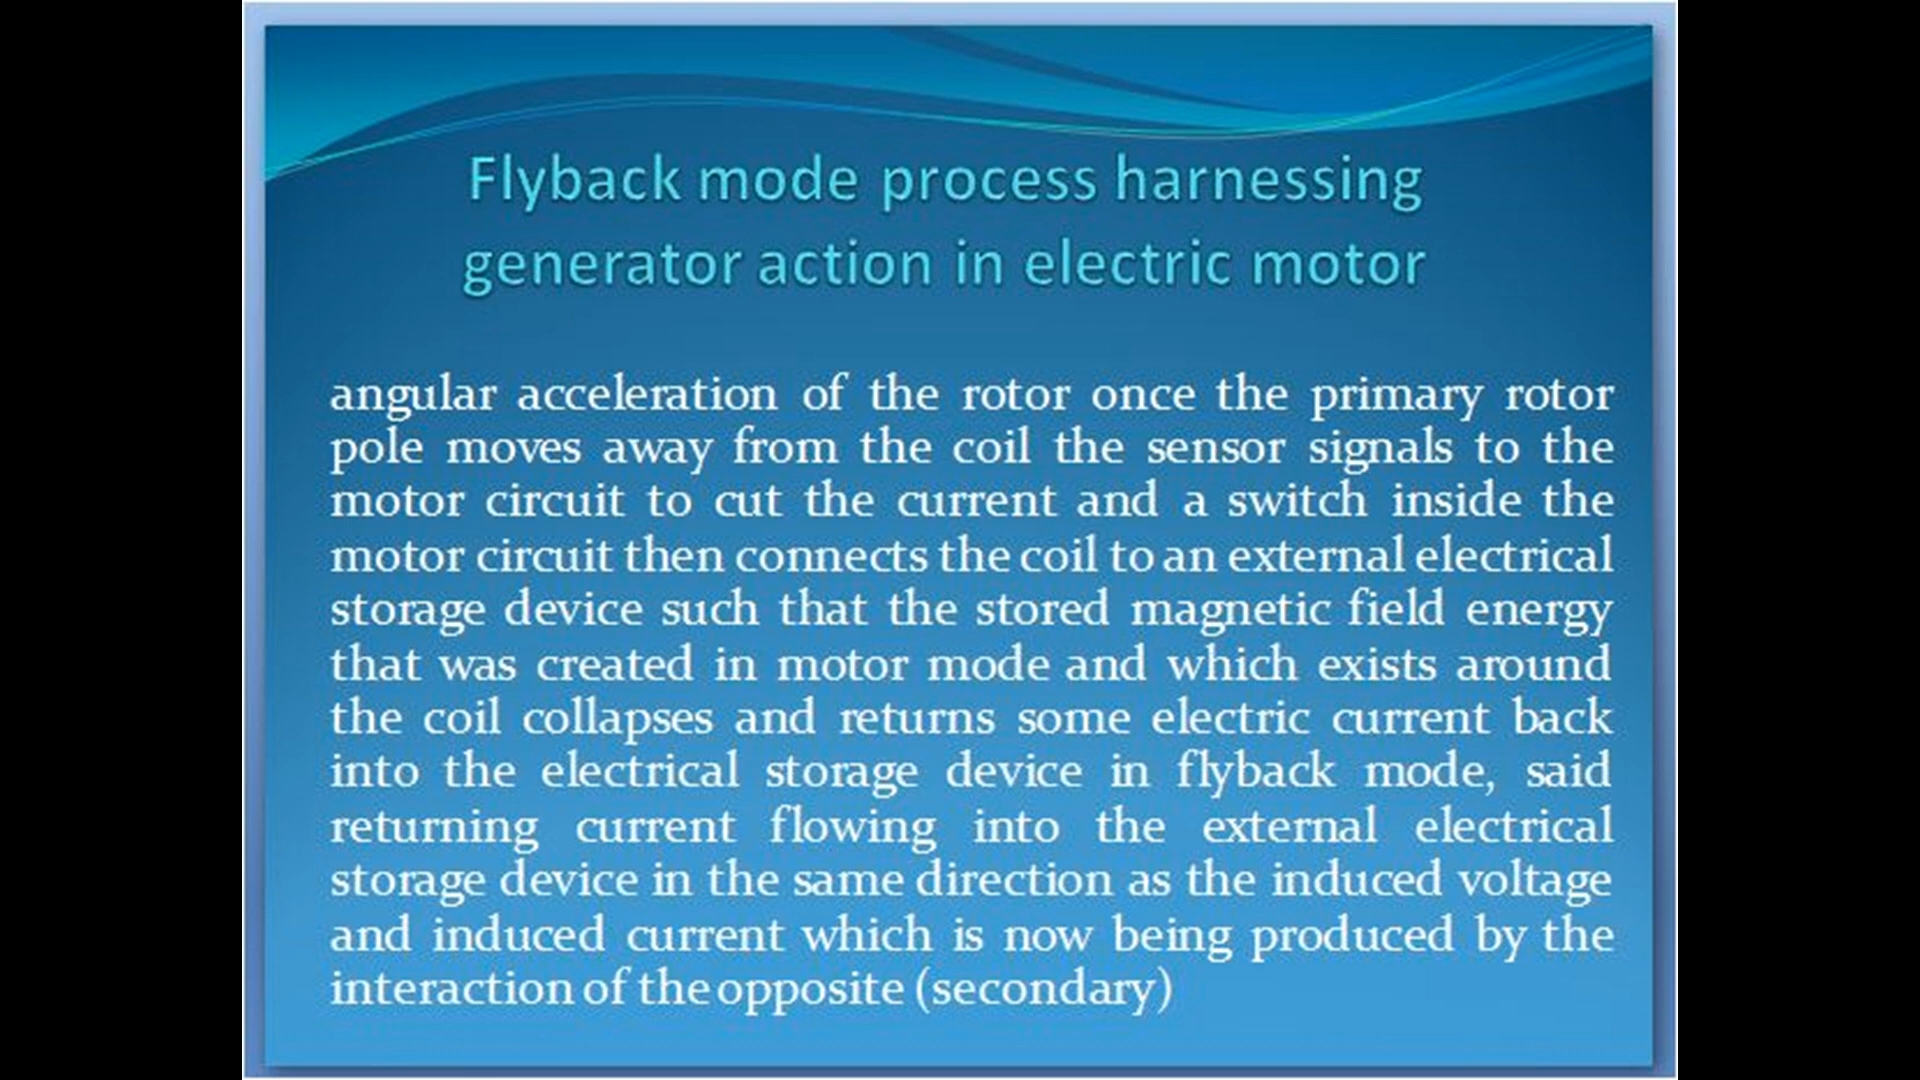 Flyback mode process harnessing
generator action in electric motor
angular acceleration of the rotor once the primary rotor
pole moves away from the coil the sensor signals to the
motor circuit to cut the current and a switch inside the
motor circuit then connects the coil to an external electrical
storage device such that the stored magnetic field energy
that was created in motor mode and which exists around
the coil collapses and returns some electric current back
into the electrical storage device in flyback mode, said
returning current flowing into the external electrical
storage device in the same direction as the induced voltage
and induced current which is now being produced by the
interaction of the opposite (secondary)